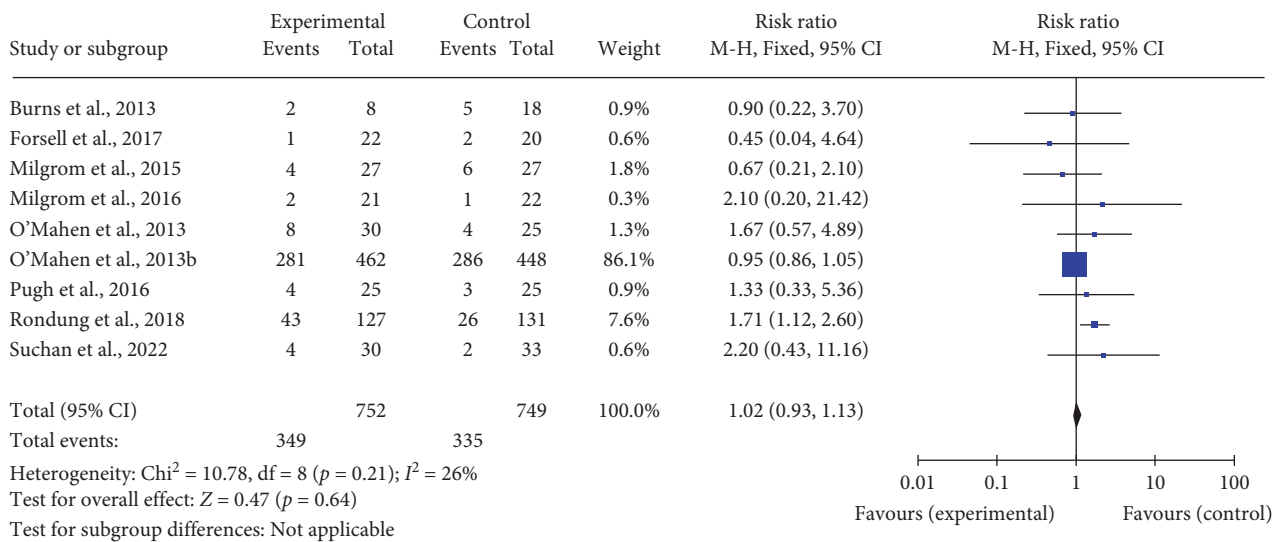 Experimental Control Risk ratio Risk ratio
Study or subgroup Events Total Events Total Weight M-H, Fixed, 95% CI M-H, Fixed, 95% CI
Burns et al., 2013 2 8 5 18 0.9% 0.90 (0.22, 3.70)
Forsell et al., 2017 1 22 2 20 0.6% 0.45 (0.04, 4.64)
Milgrom et al., 2015 4 27 6 27 1.8% 0.67 (0.21, 2.10)
Milgrom et al., 2016 2 21 1 22 0.3% 2.10 (0.20, 21.42)
O’Mahen et al., 2013 8 30 4 25 1.3% 1.67 (0.57, 4.89)
O’Mahen et al., 2013b 281 462 286 448 86.1% 0.95 (0.86, 1.05)
Pugh et al., 2016 4 25 3 25 0.9% 1.33 (0.33, 5.36)
Rondung et al., 2018 43 127 26 131 7.6% 1.71 (1.12, 2.60)
Suchan et al., 2022 4 30 2 33 0.6% 2.20 (0.43, 11.16)
Total (95% CI) 752 749 100.0% 1.02 (0.93, 1.13)
Total events: 349 335
Heterogeneity: Chi² = 10.78, df = 8 (p = 0.21); I² = 26%
Test for overall effect: Z = 0.47 (p = 0.64)
Test for subgroup differences: Not applicable
0.01 0.1 1 10 100
Favours (experimental) Favours (control)